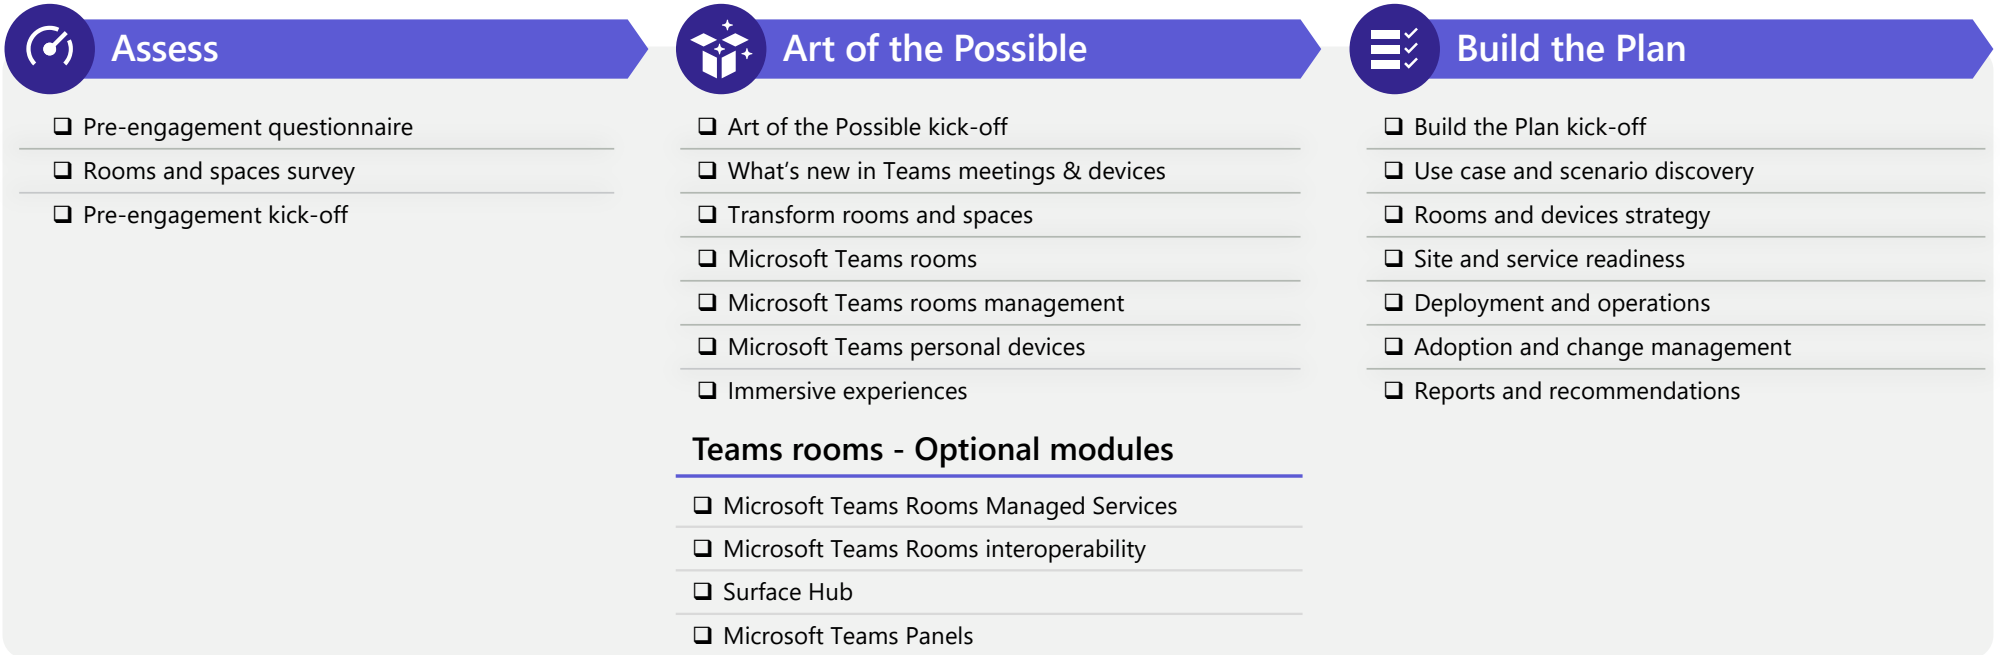 Assess
Pre-engagement questionnaire
Rooms and spaces survey
Pre-engagement kick-off
Art of the Possible
Art of the Possible kick-off
What's new in Teams meetings & devices
Transform rooms and spaces
Microsoft Teams rooms
Microsoft Teams rooms management
Microsoft Teams personal devices
Immersive experiences
Teams rooms - Optional modules
Microsoft Teams Rooms Managed Services
Microsoft Teams Rooms interoperability
Surface Hub
Microsoft Teams Panels
Build the Plan
Build the Plan kick-off
Use case and scenario discovery
Rooms and devices strategy
Site and service readiness
Deployment and operations
Adoption and change management
Reports and recommendations